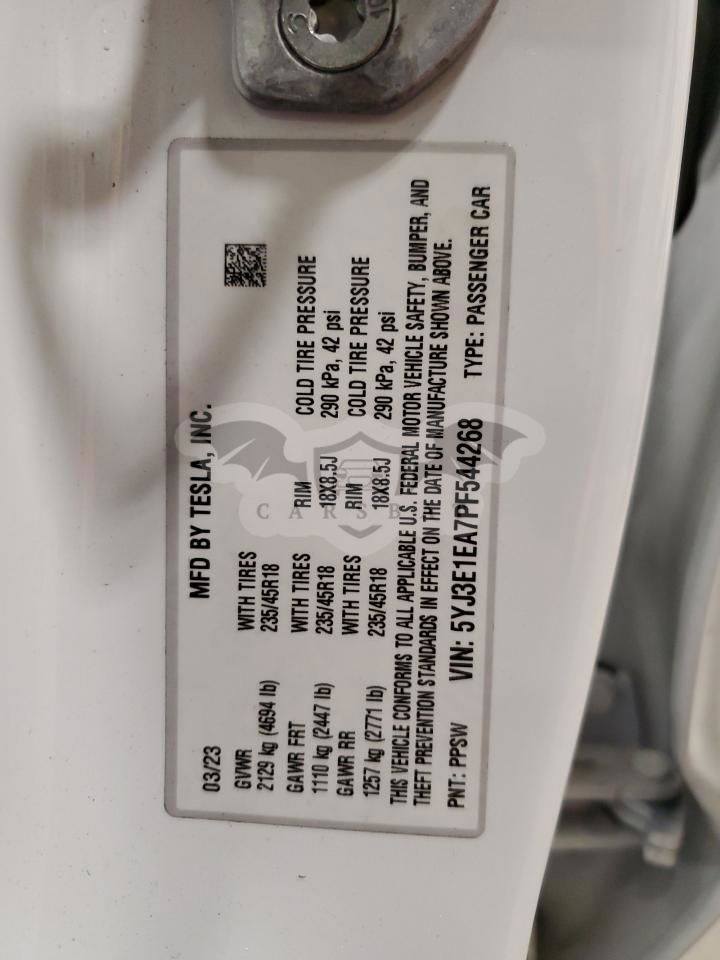 MFD BY TESLA, INC.
03/23
GVWR
2129 kg (4694 lb)
WITH TIRES
235/45R18
GAWR FRT
1110 kg (2447 lb)
WITH TIRES
235/45R18
RIM
18X8.5J
COLD TIRE PRESSURE
290 kPa, 42 psi
GAWR RR
1257 kg (2771 lb)
WITH TIRES
235/45R18
RIM
18X8.5J
COLD TIRE PRESSURE
290 kPa, 42 psi
THIS VEHICLE CONFORMS TO ALL APPLICABLE U.S. FEDERAL MOTOR VEHICLE SAFETY, BUMPER, AND
THEFT PREVENTION STANDARDS IN EFFECT ON THE DATE OF MANUFACTURE SHOWN ABOVE.
PNT: PPSW VIN: 5YJ3E1EA7PF544268 TYPE: PASSENGER CAR